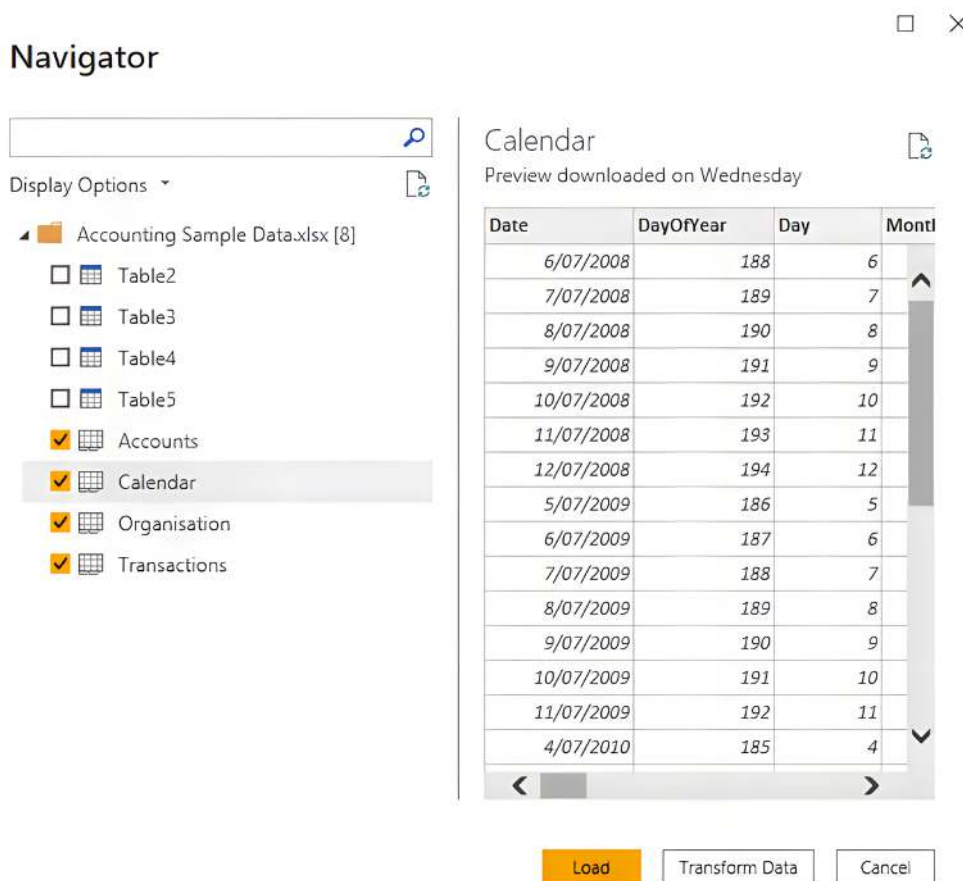 Navigator
Display Options
Accounting Sample Data.xlsx [8]
Table2
Table3
Table4
Table5
Accounts
Calendar
Organisation
Transactions
Calendar
Preview downloaded on Wednesday
Date DayOfYear Day Month
6/07/2008 188 6
7/07/2008 189 7
8/07/2008 190 8
9/07/2008 191 9
10/07/2008 192 10
11/07/2008 193 11
12/07/2008 194 12
5/07/2009 186 5
6/07/2009 187 6
7/07/2009 188 7
8/07/2009 189 8
9/07/2009 190 9
10/07/2009 191 10
11/07/2009 192 11
4/07/2010 185 4
Load Transform Data Cancel